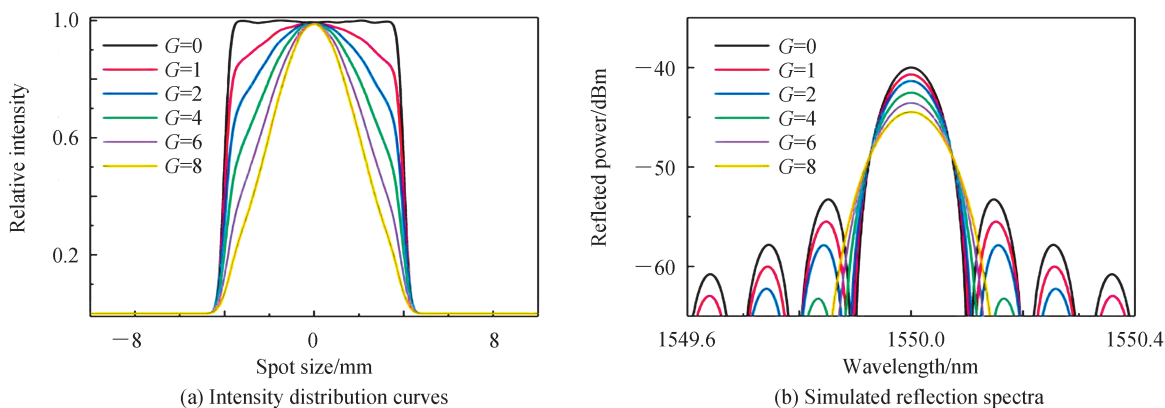 1.0
0.6
0.2
Relative intensity
G=0
G=1
G=2
G=4
G=6
G=8
−8
0
8
Spot size/mm
(a) Intensity distribution curves
−40
−50
−60
Refleted power/dBm
G=0
G=1
G=2
G=4
G=6
G=8
1549.6
1550.0
1550.4
Wavelength/nm
(b) Simulated reflection spectra